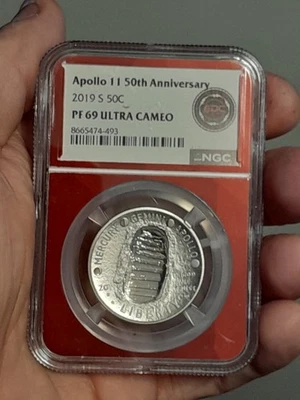 Apollo 11 50th Anniversary
2019 S 50C
PF 69 ULTRA CAMEO
8665474-493
NGC
MERCURY GEMINI APOLLO
LIBERTY